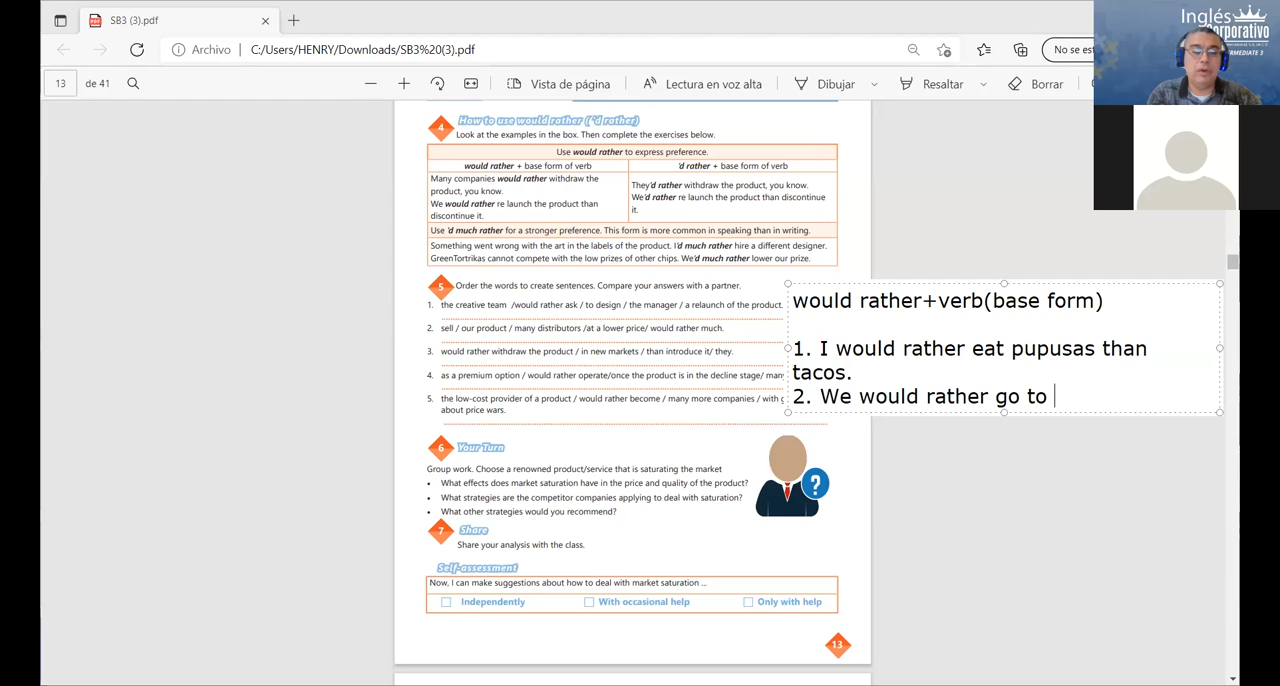 SB3 (3).pdf
Archivo
C:/Users/HENRY/Downloads/SB3%20(3).pdf
No se est
Inglés
Corporativo
INTERMEDIATE 3
13 de 41
Vista de página
Lectura en voz alta
Dibujar
Resaltar
Borrar
4 How to use would rather ('d rather)
Look at the examples in the box. Then complete the exercises below.
Use would rather to express preference.
would rather + base form of verb
'd rather + base form of verb
Many companies would rather withdraw the
product, you know.
We would rather re launch the product than
discontinue it.
They'd rather withdraw the product, you know.
We'd rather re launch the product than discontinue
it.
Use 'd much rather for a stronger preference. This form is more common in speaking than in writing.
Something went wrong with the art in the labels of the product. I'd much rather hire a different designer.
GreenTortrikas cannot compete with the low prizes of other chips. We'd much rather lower our prize.
5 Order the words to create sentences. Compare your answers with a partner.
1. the creative team /would rather ask / to design / the manager / a relaunch of the product.
2. sell / our product / many distributors /at a lower price/ would rather much.
3. would rather withdraw the product / in new markets / than introduce it/ they.
4. as a premium option / would rather operate/once the product is in the decline stage/ man
5. the low-cost provider of a product / would rather become / many more companies / with g
about price wars.
would rather+verb(base form)
1. I would rather eat pupusas than
tacos.
2. We would rather go to
6 Your Turn
Group work. Choose a renowned product/service that is saturating the market
• What effects does market saturation have in the price and quality of the product?
• What strategies are the competitor companies applying to deal with saturation?
• What other strategies would you recommend?
?
7 Share
Share your analysis with the class.
Self-assessment
Now, I can make suggestions about how to deal with market saturation ...
Independently
With occasional help
Only with help
13